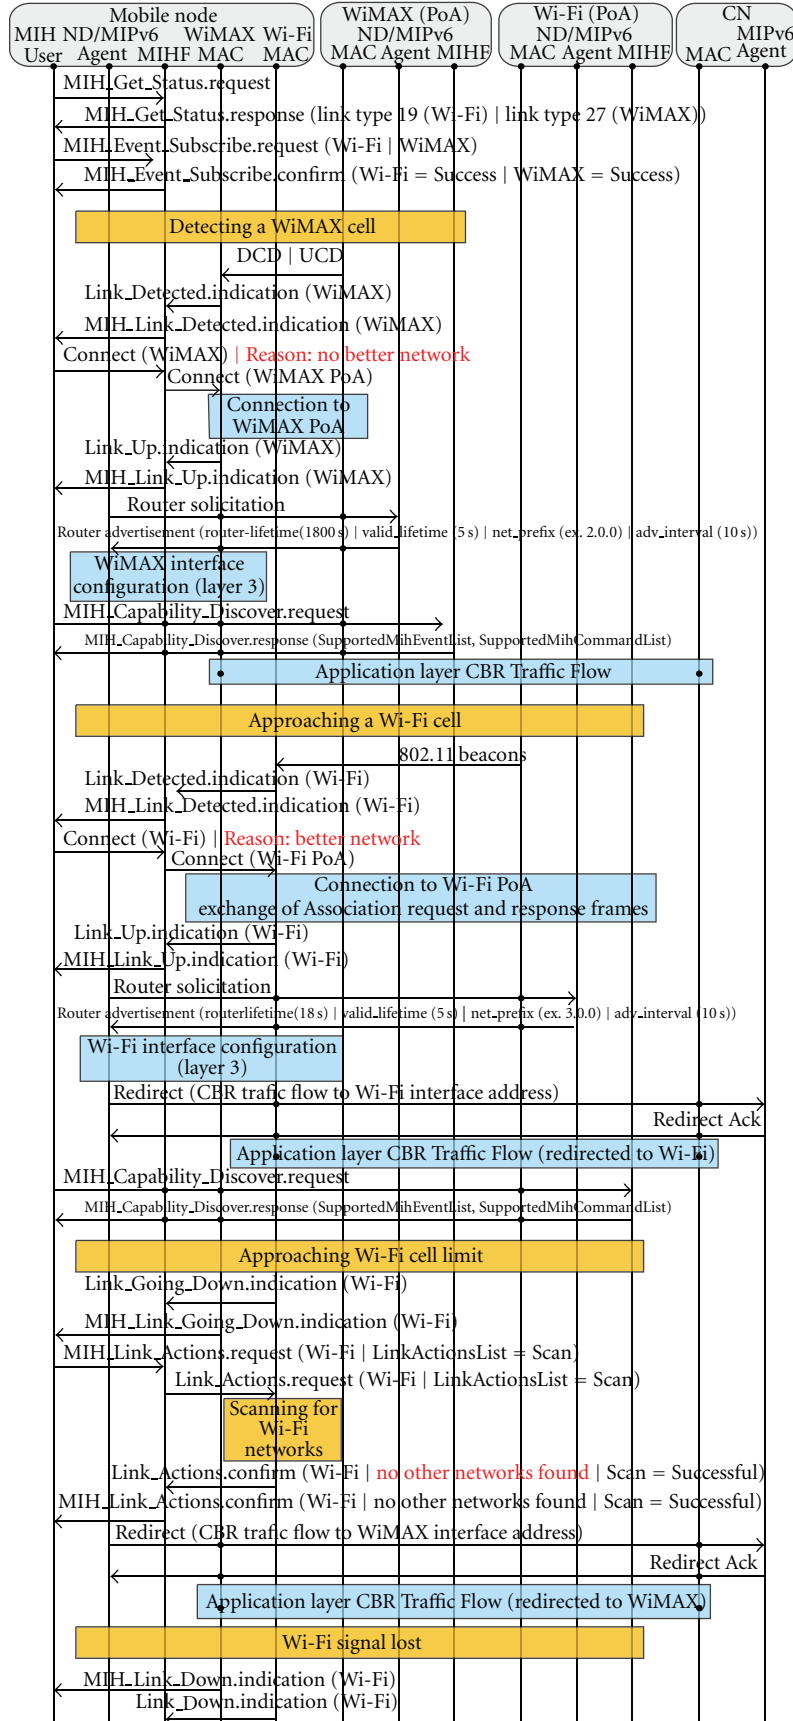 Mobile node
WiMAX (PoA)
Wi-Fi (PoA)
CN
MIH ND/MIPv6 WiMAX Wi-Fi
ND/MIPv6
ND/MIPv6
MIPv6
User Agent MIHF MAC MAC
MAC Agent MIHF
MAC Agent MIHF
MAC Agent
MIH_Get_Status.request
MIH_Get_Status.response (link type 19 (Wi-Fi) | link type 27 (WiMAX))
MIH_Event_Subscribe.request (Wi-Fi | WiMAX)
MIH_Event_Subscribe.confirm (Wi-Fi = Success | WiMAX = Success)
Detecting a WiMAX cell
DCD | UCD
Link_Detected.indication (WiMAX)
MIH_Link_Detected.indication (WiMAX)
Connect (WiMAX) | Reason: no better network
Connect (WiMAX PoA)
Connection to
WiMAX PoA
Link_Up.indication (WiMAX)
MIH_Link_Up.indication (WiMAX)
Router solicitation
Router advertisement (router-lifetime(1800 s) | valid_lifetime (5 s) | net_prefix (ex. 2.0.0) | adv_interval (10 s))
WiMAX interface
configuration (layer 3)
MIH_Capability_Discover.request
MIH_Capability_Discover.response (SupportedMihEventList, SupportedMihCommandList)
Application layer CBR Traffic Flow
Approaching a Wi-Fi cell
802.11 beacons
Link_Detected.indication (Wi-Fi)
MIH_Link_Detected.indication (Wi-Fi)
Connect (Wi-Fi) | Reason: better network
Connect (Wi-Fi PoA)
Connection to Wi-Fi PoA
exchange of Association request and response frames
Link_Up.indication (Wi-Fi)
MIH_Link_Up.indication (Wi-Fi)
Router solicitation
Router advertisement (routerlifetime(18 s) | valid_lifetime (5 s) | net_prefix (ex. 3.0.0) | adv_interval (10 s))
Wi-Fi interface configuration
(layer 3)
Redirect (CBR trafic flow to Wi-Fi interface address)
Redirect Ack
Application layer CBR Traffic Flow (redirected to Wi-Fi)
MIH_Capability_Discover.request
MIH_Capability_Discover.response (SupportedMihEventList, SupportedMihCommandList)
Approaching Wi-Fi cell limit
Link_Going_Down.indication (Wi-Fi)
MIH_Link_Going_Down.indication (Wi-Fi)
MIH_Link_Actions.request (Wi-Fi | LinkActionsList = Scan)
Link_Actions.request (Wi-Fi | LinkActionsList = Scan)
Scanning for
Wi-Fi
networks
Link_Actions.confirm (Wi-Fi | no other networks found | Scan = Successful)
MIH_Link_Actions.confirm (Wi-Fi | no other networks found | Scan = Successful)
Redirect (CBR trafic flow to WiMAX interface address)
Redirect Ack
Application layer CBR Traffic Flow (redirected to WiMAX)
Wi-Fi signal lost
MIH_Link_Down.indication (Wi-Fi)
Link_Down.indication (Wi-Fi)